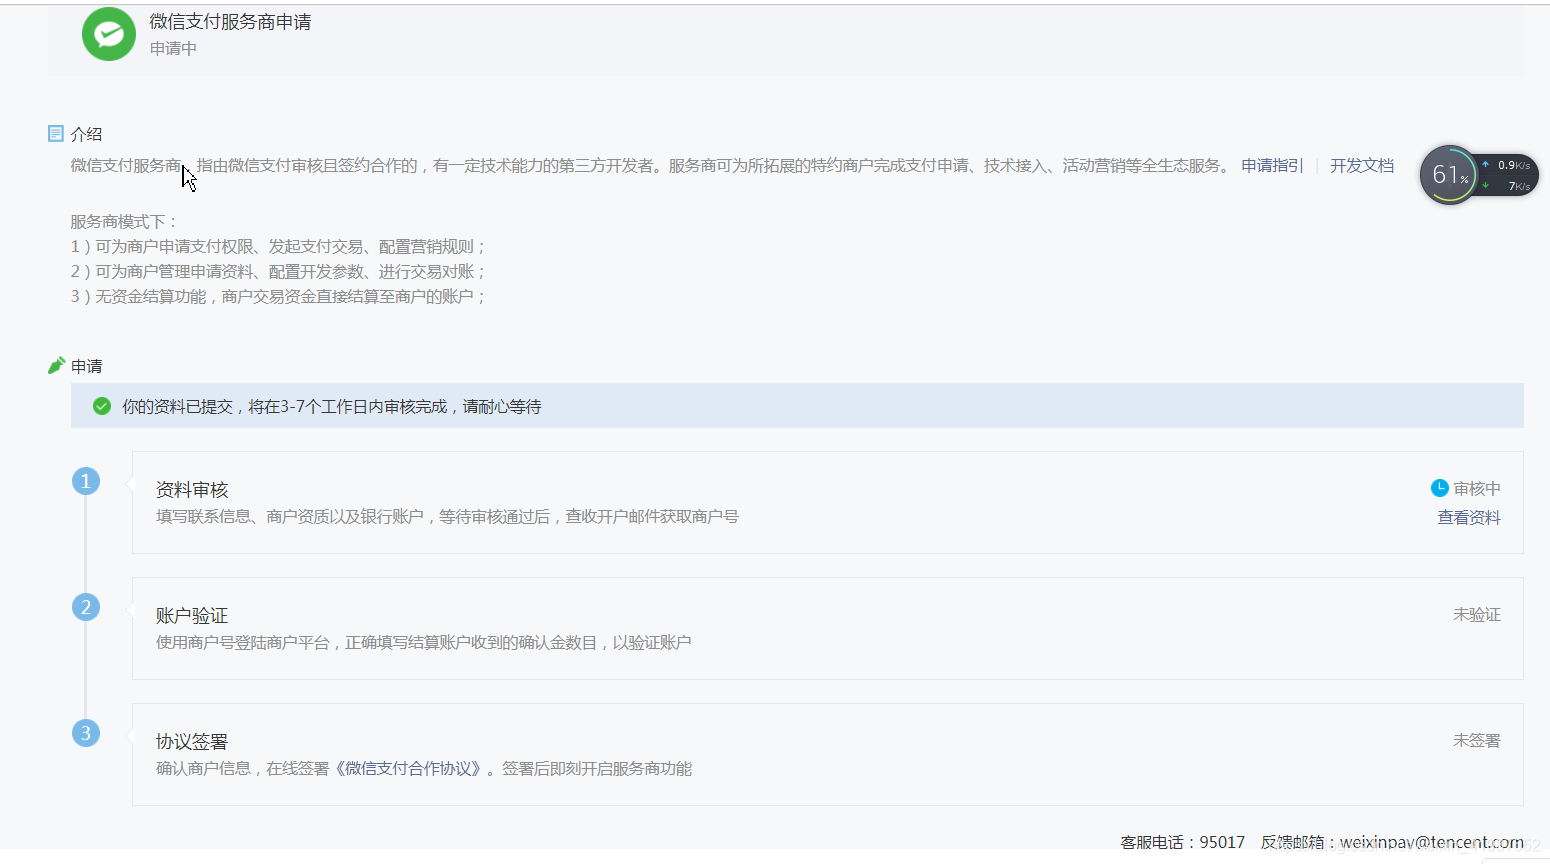 微信支付服务商申请
申请中
介绍
微信支付服务商，指由微信支付审核且签约合作的，有一定技术能力的第三方开发者。服务商可为所拓展的特约商户完成支付申请、技术接入、活动营销等全生态服务。 申请指引 | 开发文档
61% 0.9K/s
7K/s
服务商模式下：
1）可为商户申请支付权限、发起支付交易、配置营销规则；
2）可为商户管理申请资料、配置开发参数、进行交易对账；
3）无资金结算功能，商户交易资金直接结算至商户的账户；
申请
你的资料已提交，将在3-7个工作日内审核完成，请耐心等待
1 资料审核 审核中
填写联系信息、商户资质以及银行账户，等待审核通过后，查收开户邮件获取商户号 查看资料
2 账户验证 未验证
使用商户号登陆商户平台，正确填写结算账户收到的确认金数目，以验证账户
3 协议签署 未签署
确认商户信息，在线签署《微信支付合作协议》。签署后即刻开启服务商功能
客服电话：95017 反馈邮箱：weixinpay@tencent.com